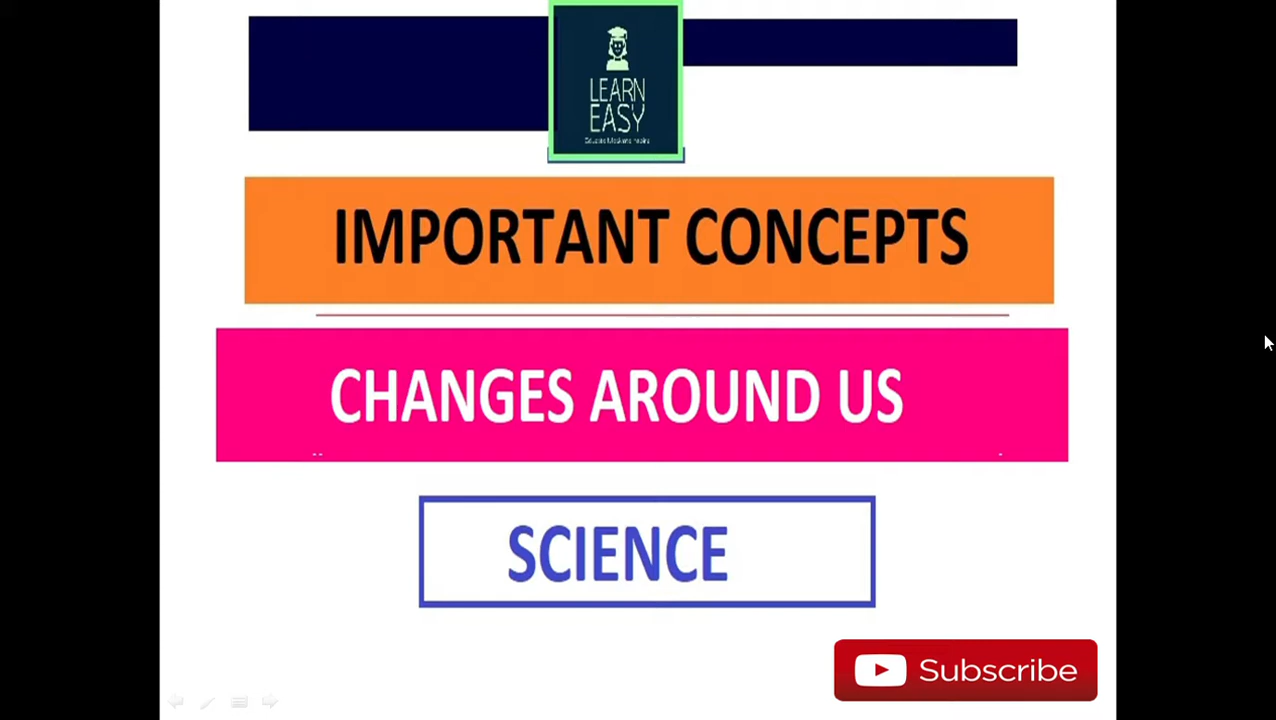 LEARN
EASY
IMPORTANT CONCEPTS
CHANGES AROUND US
SCIENCE
Subscribe